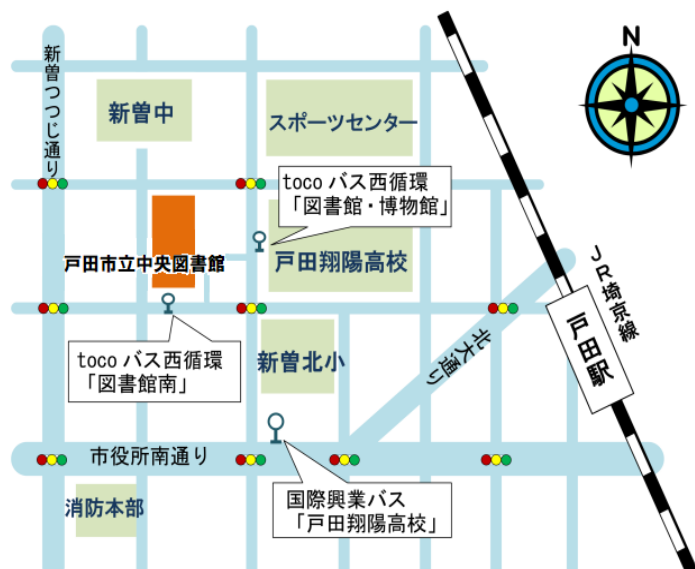 N
新曽つつじ通り
新曽中
スポーツセンター
tocoバス西循環
「図書館・博物館」
戸田市立中央図書館
戸田翔陽高校
JR埼京線
戸田駅
北大通り
tocoバス西循環
「図書館南」
新曽北小
市役所南通り
消防本部
国際興業バス
「戸田翔陽高校」